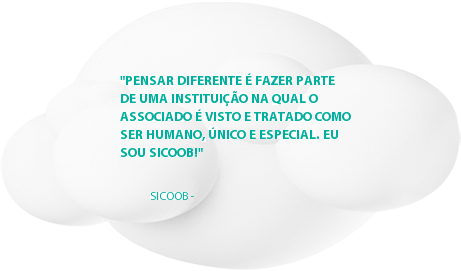 "PENSAR DIFERENTE É FAZER PARTE
DE UMA INSTITUIÇÃO NA QUAL O
ASSOCIADO É VISTO E TRATADO COMO
SER HUMANO, ÚNICO E ESPECIAL. EU
SOU SICOOB!"
SICOOB -